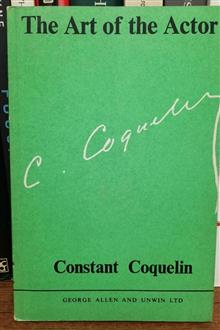 The Art of the Actor
C. Coquelin
Constant Coquelin
GEORGE ALLEN AND UNWIN LTD